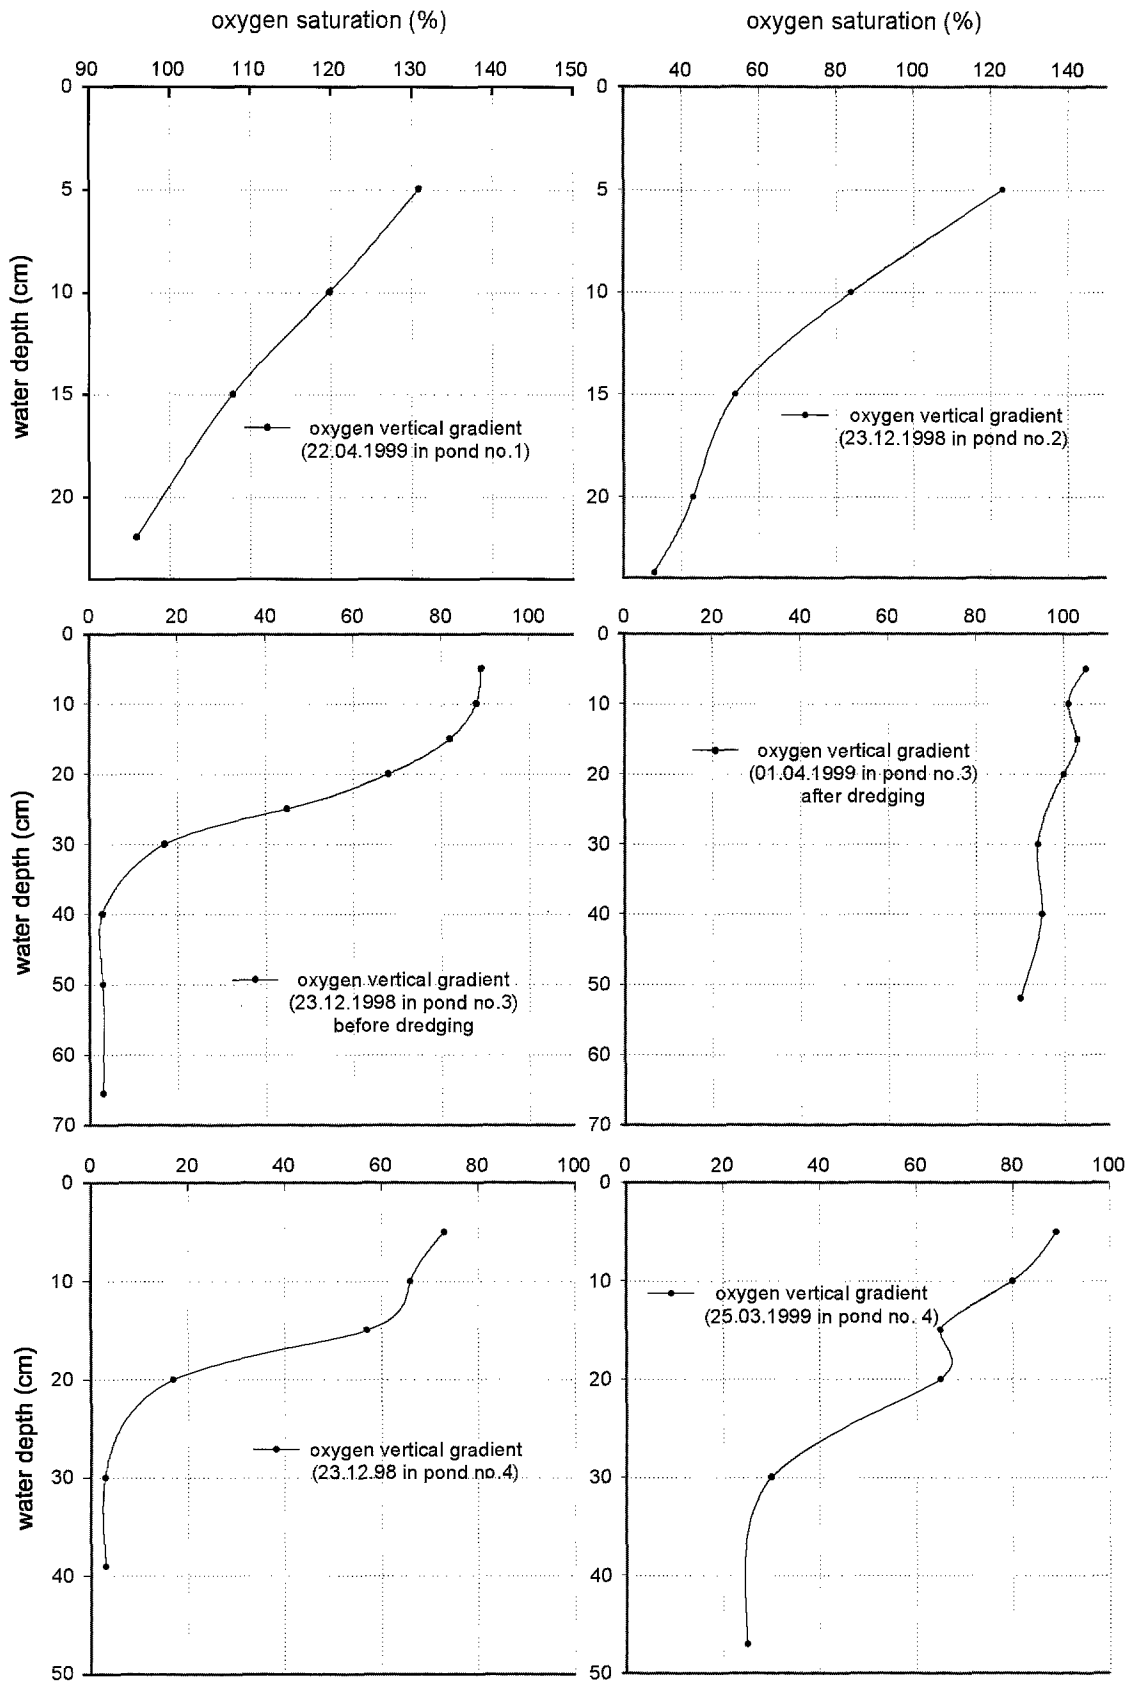 oxygen saturation (%)
oxygen saturation (%)
90 100 110 120 130 140 150
40 60 80 100 120 140
0
5
10
15
20
water depth (cm)
oxygen vertical gradient
(22.04.1999 in pond no.1)
0
5
10
15
20
oxygen vertical gradient
(23.12.1998 in pond no.2)
0 20 40 60 80 100
0
10
20
30
40
50
60
70
water depth (cm)
oxygen vertical gradient
(23.12.1998 in pond no.3)
before dredging
0 20 40 60 80 100
0
10
20
30
40
50
60
70
oxygen vertical gradient
(01.04.1999 in pond no.3)
after dredging
0 20 40 60 80 100
0
10
20
30
40
50
water depth (cm)
oxygen vertical gradient
(23.12.98 in pond no.4)
0 20 40 60 80 100
0
10
20
30
40
50
oxygen vertical gradient
(25.03.1999 in pond no. 4)